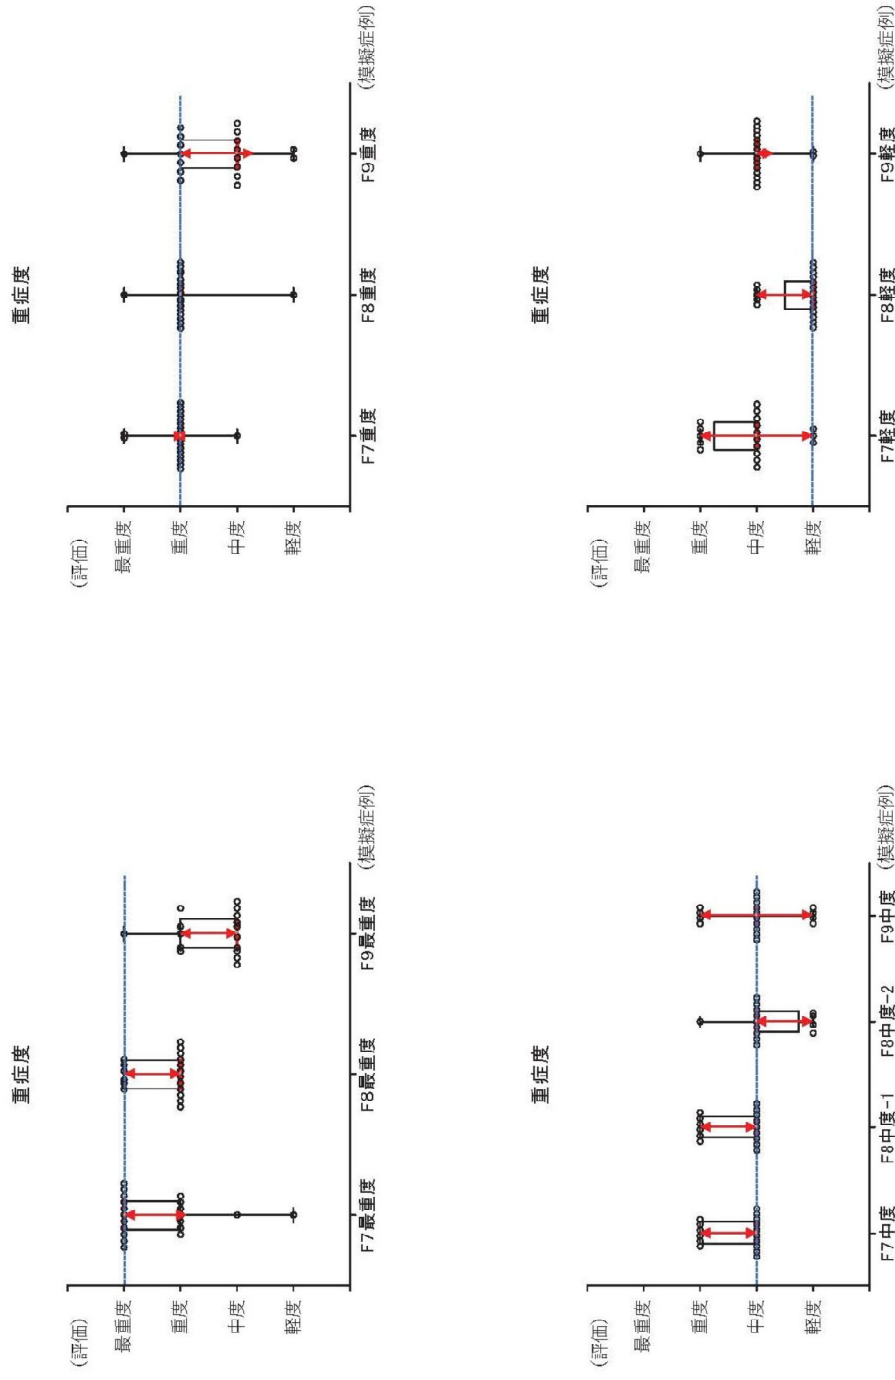 重症度
(評価)
最重度
重度
中度
軽度
F7最重度
F8最重度
F9最重度
(模擬症例)
重症度
(評価)
最重度
重度
中度
軽度
F7重度
F8重度
F9重度
(模擬症例)
重症度
(評価)
最重度
重度
中度
軽度
F7中度
F8中度-1
F8中度-2
F9中度
(模擬症例)
重症度
(評価)
最重度
重度
中度
軽度
F7軽度
F8軽度
F9軽度
(模擬症例)